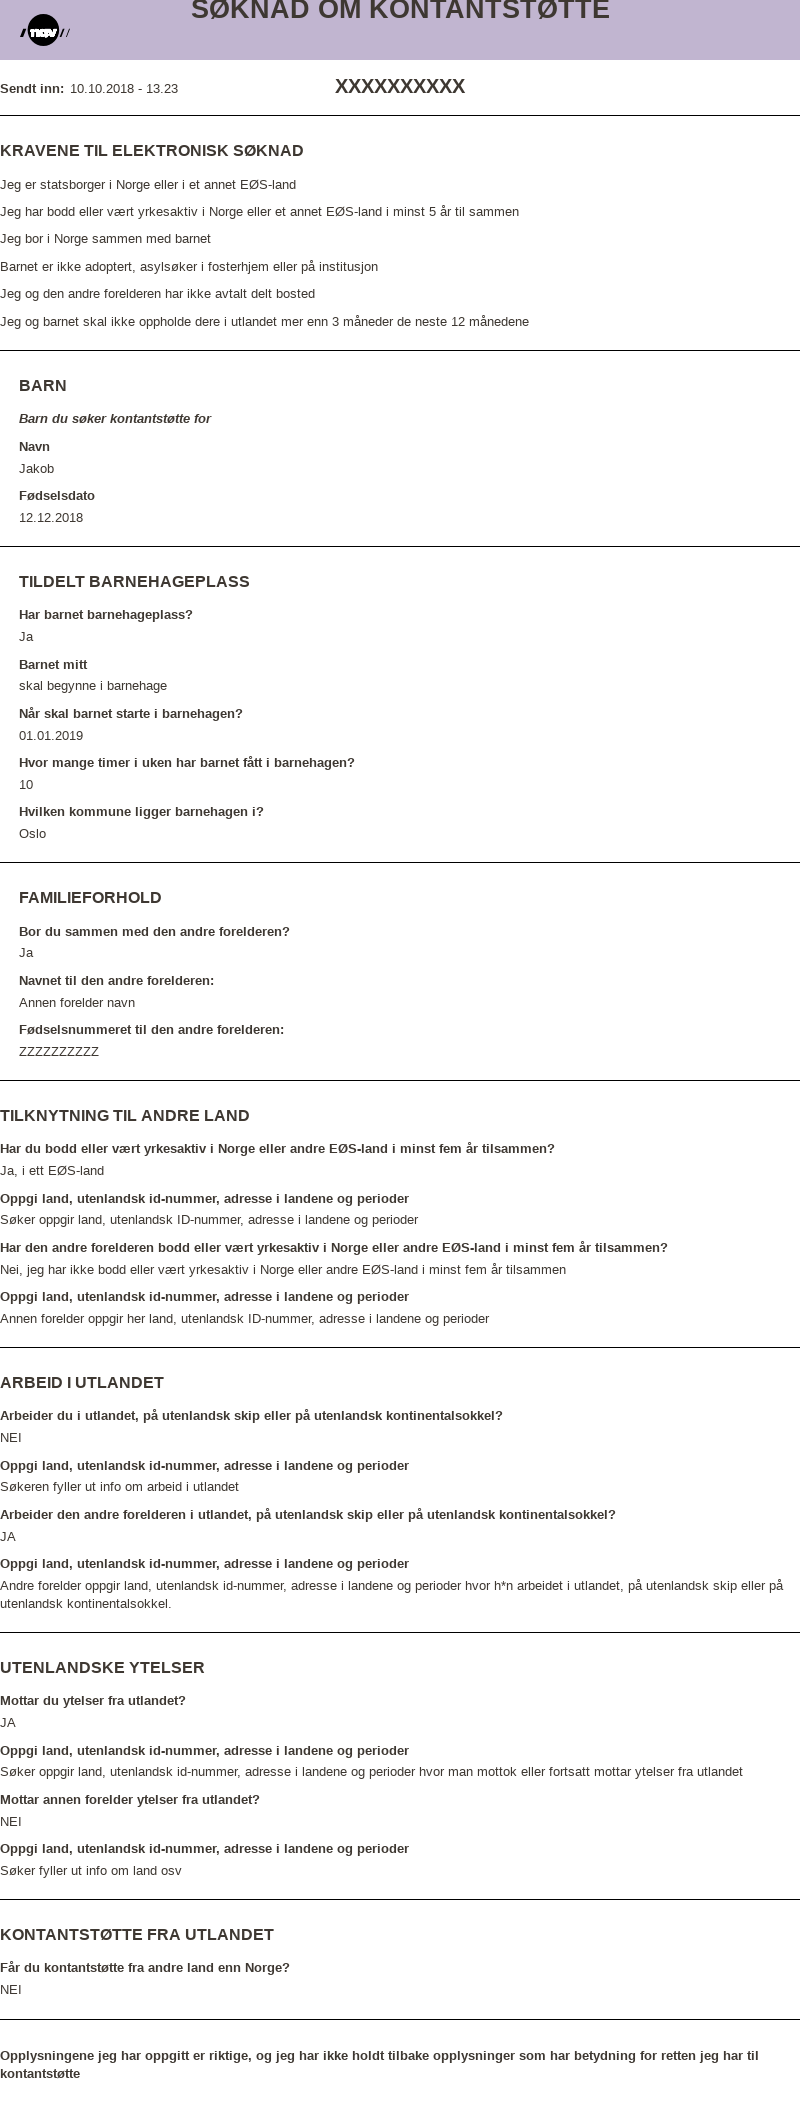 SØKNAD OM KONTANTSTØTTE
nav
Sendt inn: 10.10.2018 - 13.23
XXXXXXXXXX
KRAVENE TIL ELEKTRONISK SØKNAD
Jeg er statsborger i Norge eller i et annet EØS-land
Jeg har bodd eller vært yrkesaktiv i Norge eller et annet EØS-land i minst 5 år til sammen
Jeg bor i Norge sammen med barnet
Barnet er ikke adoptert, asylsøker i fosterhjem eller på institusjon
Jeg og den andre forelderen har ikke avtalt delt bosted
Jeg og barnet skal ikke oppholde dere i utlandet mer enn 3 måneder de neste 12 månedene
BARN
Barn du søker kontantstøtte for
Navn
Jakob
Fødselsdato
12.12.2018
TILDELT BARNEHAGEPLASS
Har barnet barnehageplass?
Ja
Barnet mitt
skal begynne i barnehage
Når skal barnet starte i barnehagen?
01.01.2019
Hvor mange timer i uken har barnet fått i barnehagen?
10
Hvilken kommune ligger barnehagen i?
Oslo
FAMILIEFORHOLD
Bor du sammen med den andre forelderen?
Ja
Navnet til den andre forelderen:
Annen forelder navn
Fødselsnummeret til den andre forelderen:
ZZZZZZZZZZ
TILKNYTNING TIL ANDRE LAND
Har du bodd eller vært yrkesaktiv i Norge eller andre EØS-land i minst fem år tilsammen?
Ja, i ett EØS-land
Oppgi land, utenlandsk id-nummer, adresse i landene og perioder
Søker oppgir land, utenlandsk ID-nummer, adresse i landene og perioder
Har den andre forelderen bodd eller vært yrkesaktiv i Norge eller andre EØS-land i minst fem år tilsammen?
Nei, jeg har ikke bodd eller vært yrkesaktiv i Norge eller andre EØS-land i minst fem år tilsammen
Oppgi land, utenlandsk id-nummer, adresse i landene og perioder
Annen forelder oppgir her land, utenlandsk ID-nummer, adresse i landene og perioder
ARBEID I UTLANDET
Arbeider du i utlandet, på utenlandsk skip eller på utenlandsk kontinentalsokkel?
NEI
Oppgi land, utenlandsk id-nummer, adresse i landene og perioder
Søkeren fyller ut info om arbeid i utlandet
Arbeider den andre forelderen i utlandet, på utenlandsk skip eller på utenlandsk kontinentalsokkel?
JA
Oppgi land, utenlandsk id-nummer, adresse i landene og perioder
Andre forelder oppgir land, utenlandsk id-nummer, adresse i landene og perioder hvor h*n arbeidet i utlandet, på utenlandsk skip eller på
utenlandsk kontinentalsokkel.
UTENLANDSKE YTELSER
Mottar du ytelser fra utlandet?
JA
Oppgi land, utenlandsk id-nummer, adresse i landene og perioder
Søker oppgir land, utenlandsk id-nummer, adresse i landene og perioder hvor man mottok eller fortsatt mottar ytelser fra utlandet
Mottar annen forelder ytelser fra utlandet?
NEI
Oppgi land, utenlandsk id-nummer, adresse i landene og perioder
Søker fyller ut info om land osv
KONTANTSTØTTE FRA UTLANDET
Får du kontantstøtte fra andre land enn Norge?
NEI
Opplysningene jeg har oppgitt er riktige, og jeg har ikke holdt tilbake opplysninger som har betydning for retten jeg har til
kontantstøtte